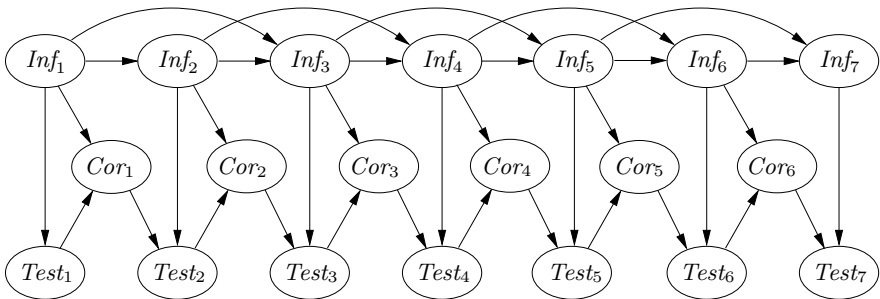 Inf₁ Inf₂ Inf₃ Inf₄ Inf₅ Inf₆ Inf₇
Cor₁ Cor₂ Cor₃ Cor₄ Cor₅ Cor₆
Test₁ Test₂ Test₃ Test₄ Test₅ Test₆ Test₇